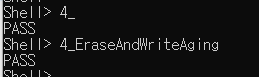 Shell> 4_
PASS
Shell> 4_EraseAndWriteAging
PASS
Shell>